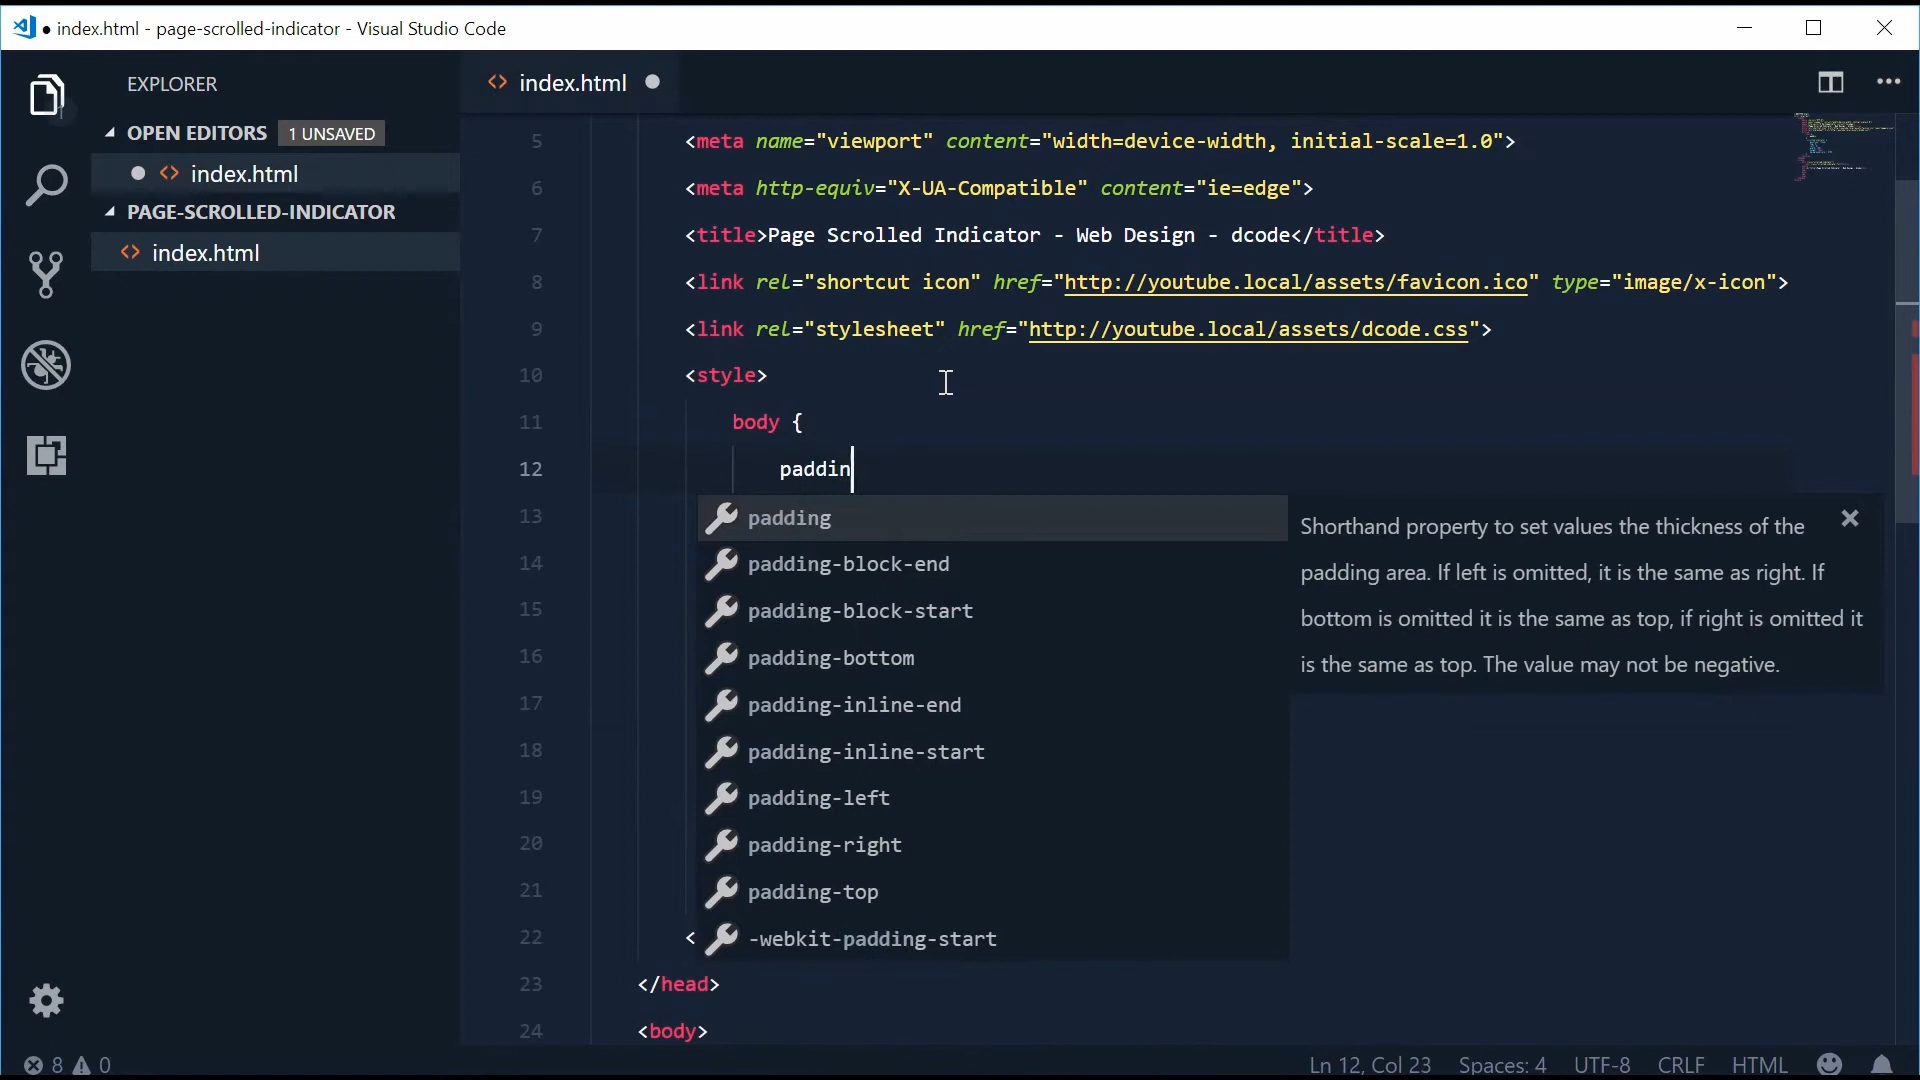 ● index.html - page-scrolled-indicator - Visual Studio Code
EXPLORER
OPEN EDITORS 1 UNSAVED
index.html
PAGE-SCROLLED-INDICATOR
index.html
index.html
5 <meta name="viewport" content="width=device-width, initial-scale=1.0">
6 <meta http-equiv="X-UA-Compatible" content="ie=edge">
7 <title>Page Scrolled Indicator - Web Design - dcode</title>
8 <link rel="shortcut icon" href="http://youtube.local/assets/favicon.ico" type="image/x-icon">
9 <link rel="stylesheet" href="http://youtube.local/assets/dcode.css">
10 <style>
11 body {
12 paddin
13 padding
14 padding-block-end
15 padding-block-start
16 padding-bottom
17 padding-inline-end
18 padding-inline-start
19 padding-left
20 padding-right
21 padding-top
22 < -webkit-padding-start
23 </head>
24 <body>
Shorthand property to set values the thickness of the
padding area. If left is omitted, it is the same as right. If
bottom is omitted it is the same as top, if right is omitted it
is the same as top. The value may not be negative.
8 0
Ln 12, Col 23 Spaces: 4 UTF-8 CRLF HTML